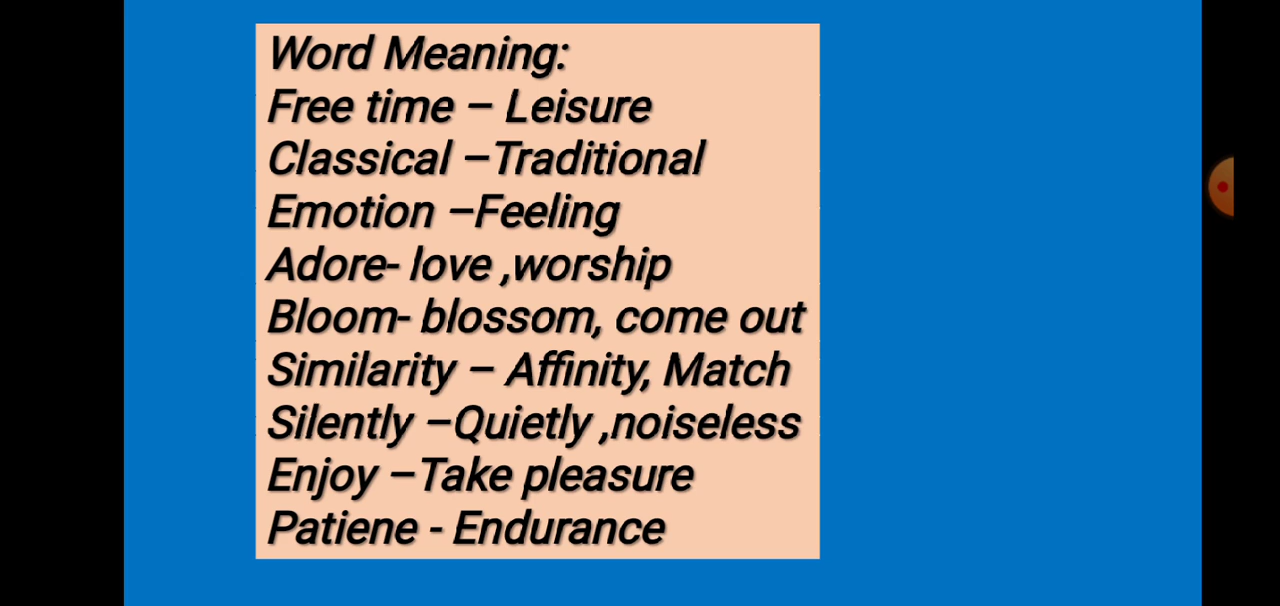 Word Meaning:
Free time – Leisure
Classical –Traditional
Emotion –Feeling
Adore- love ,worship
Bloom- blossom, come out
Similarity – Affinity, Match
Silently –Quietly ,noiseless
Enjoy –Take pleasure
Patiene - Endurance